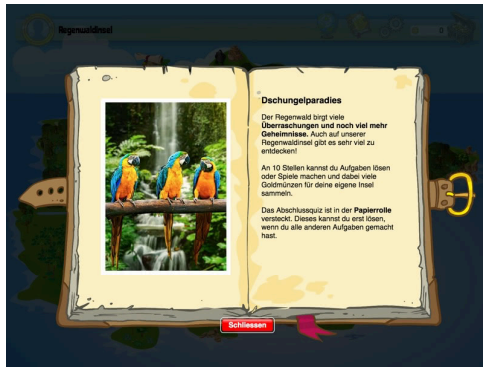 Regenwaldinsel
0
Dschungelparadies
Der Regenwald birgt viele
Überraschungen und noch viel mehr
Geheimnisse. Auch auf unserer
Regenwaldinsel gibt es sehr viel zu
entdecken!
An 10 Stellen kannst du Aufgaben lösen
oder Spiele machen und dabei viele
Goldmünzen für deine eigene Insel
sammeln.
Das Abschlussquiz ist in der Papierrolle
versteckt. Dieses kannst du erst lösen,
wenn du alle anderen Aufgaben gemacht
hast.
Schliessen